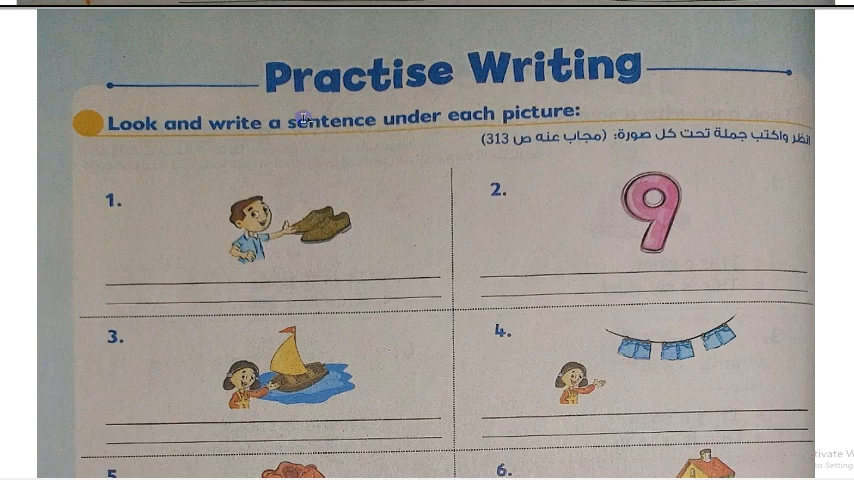 Practise Writing
Look and write a sentence under each picture:
انظر واكتب جملة تحت كل صورة: (مجاب عنه ص 313)
1.
2.
9
3.
4.
5.
6.